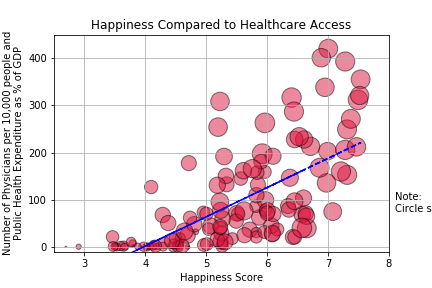 Happiness Compared to Healthcare Access
Number of Physicians per 10,000 people and
Public Health Expenditure as % of GDP
400
300
200
100
0
3 4 5 6 7 8
Happiness Score
Note:
Circle s